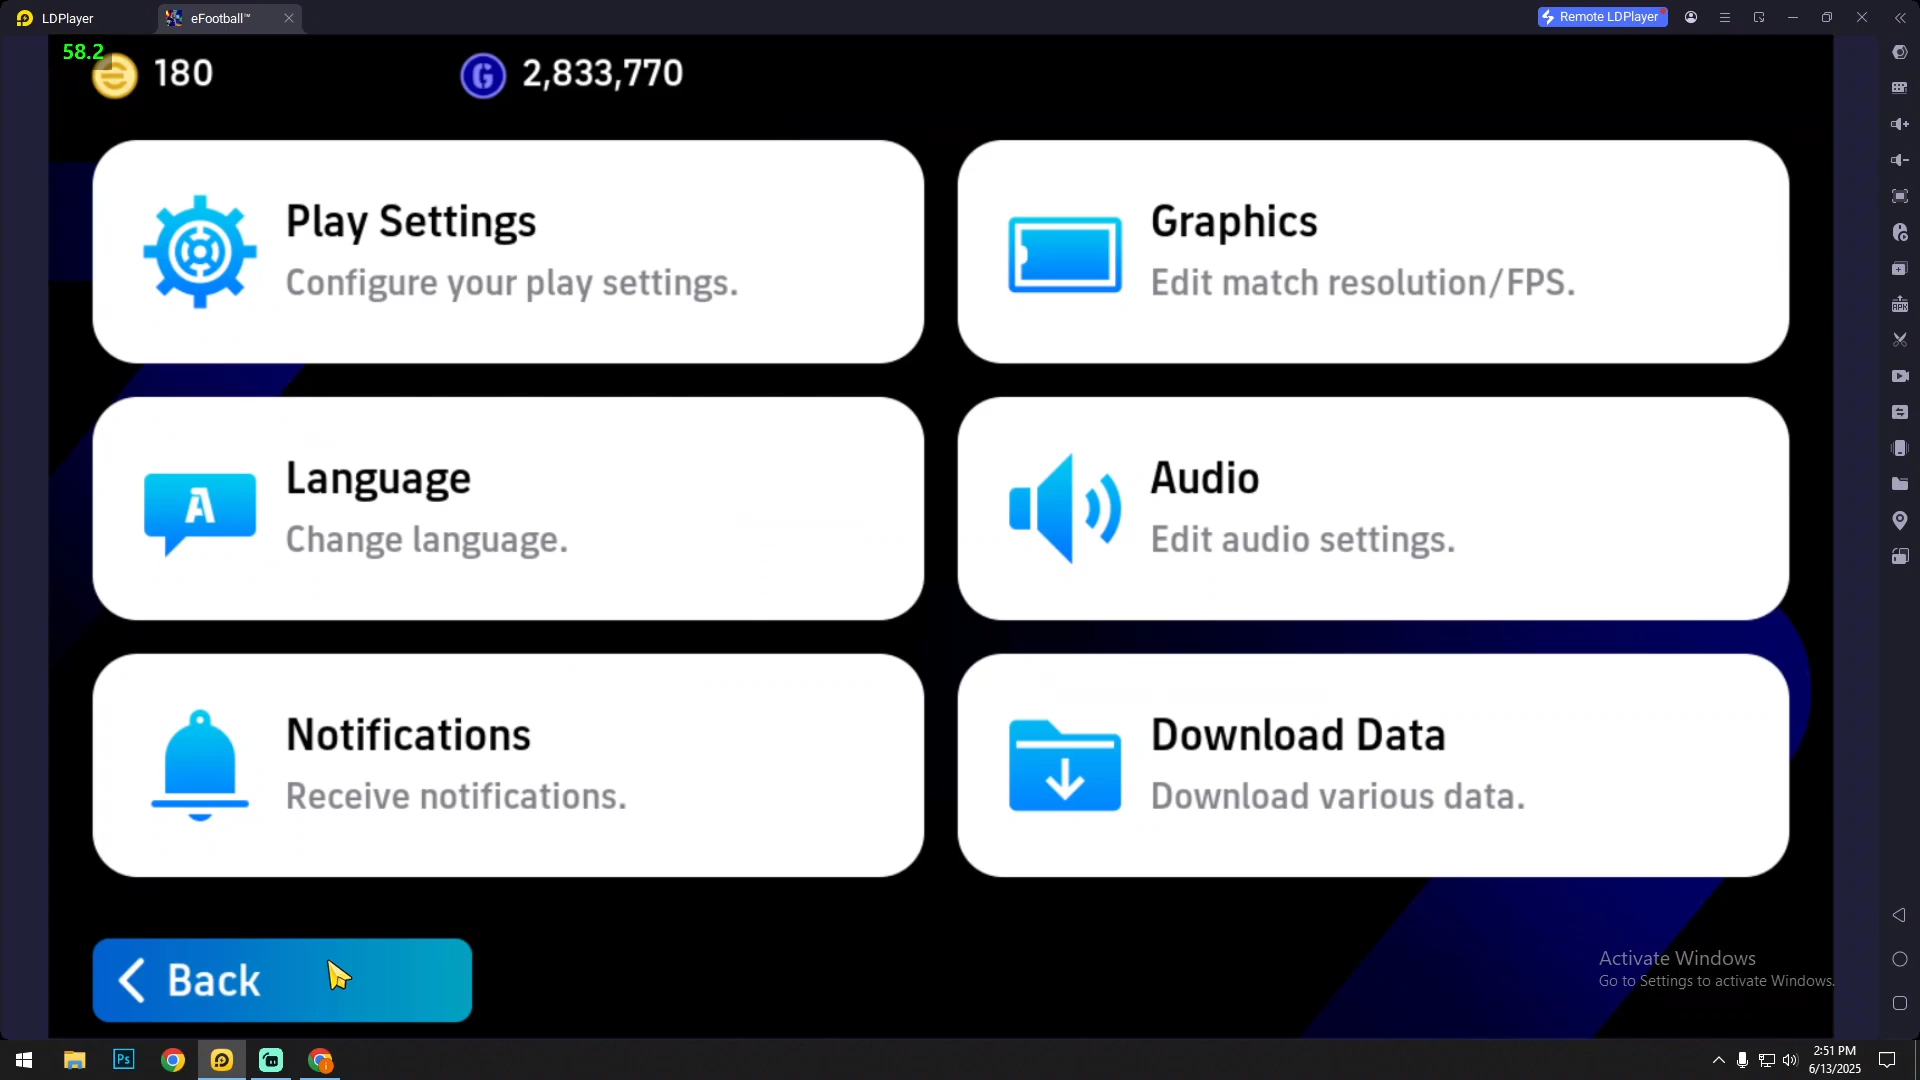 LDPlayer
eFootball™
Remote LDPlayer
58.2
180
2,833,770
Play Settings
Configure your play settings.
Graphics
Edit match resolution/FPS.
Language
Change language.
Audio
Edit audio settings.
Notifications
Receive notifications.
Download Data
Download various data.
Back
Activate Windows
Go to Settings to activate Windows.
Ps
2:51 PM
6/13/2025